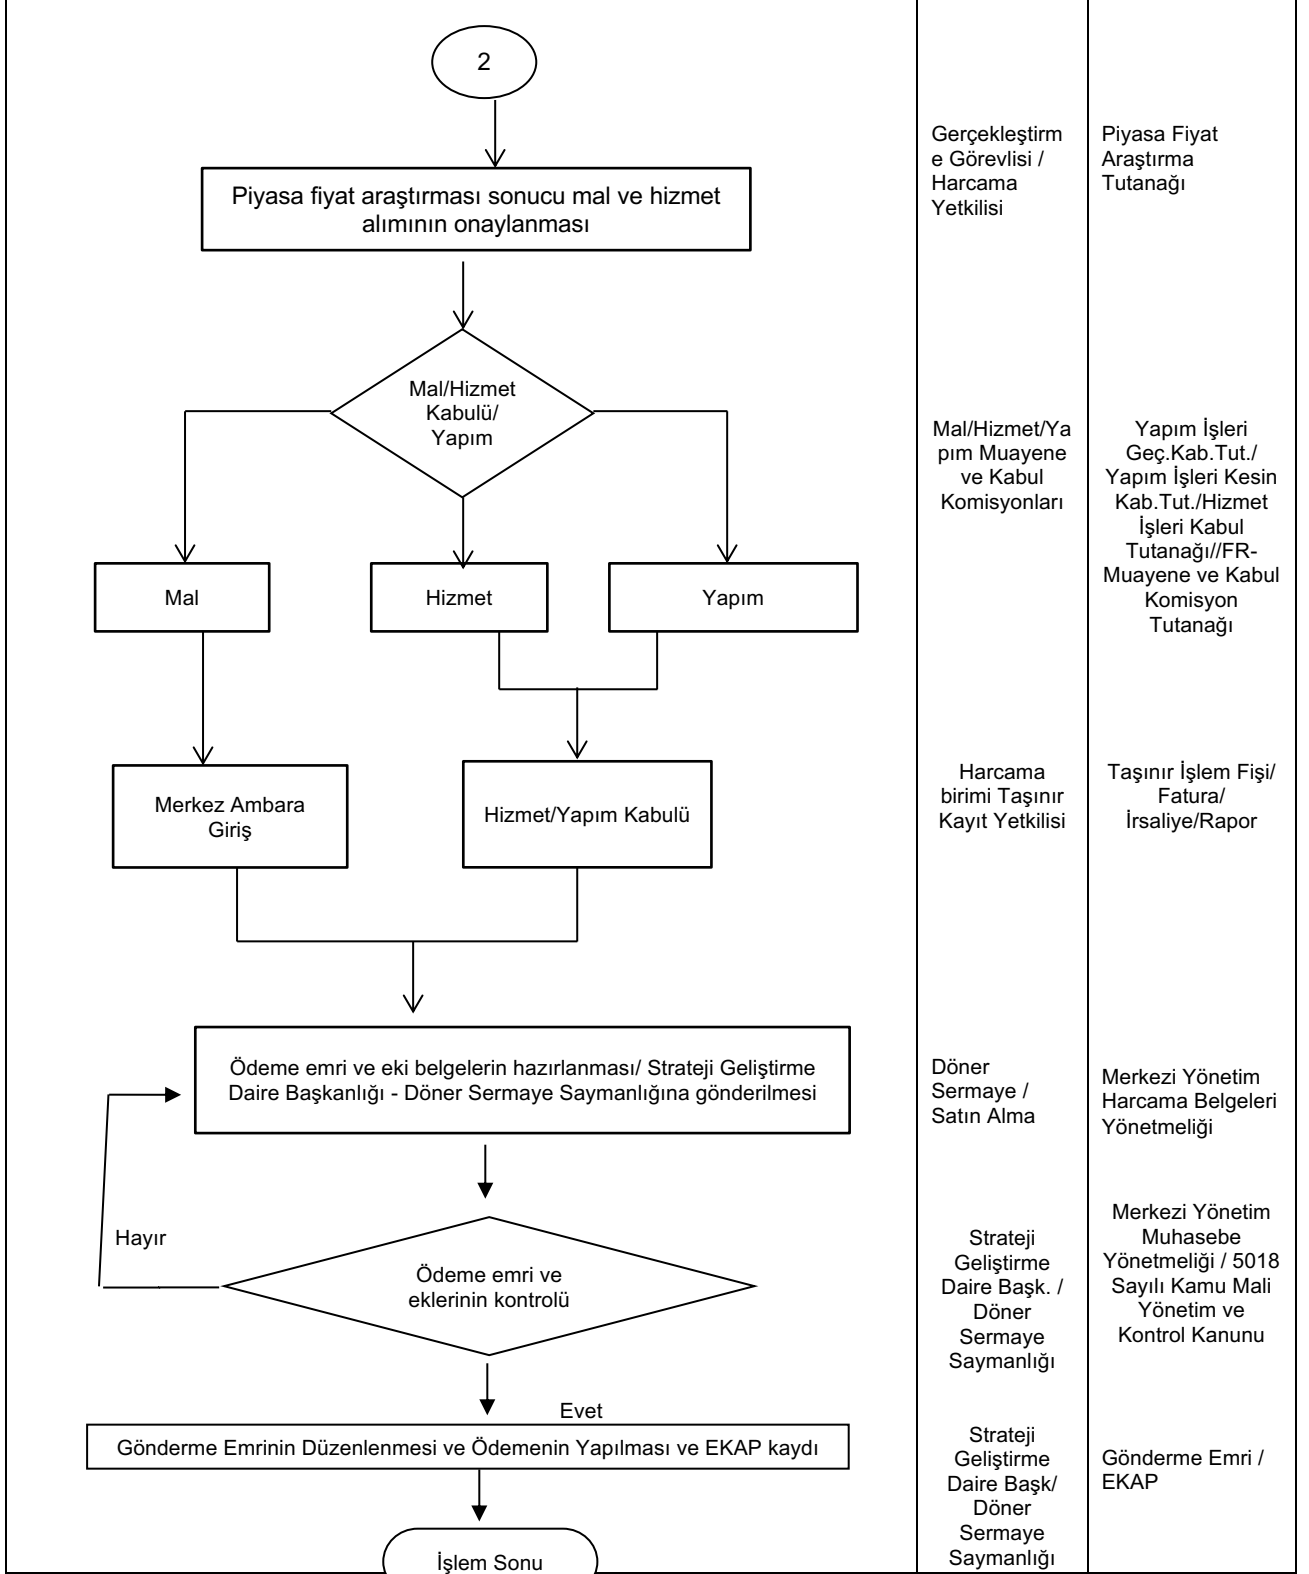 2
Piyasa fiyat araştırması sonucu mal ve hizmet
alımının onaylanması
Gerçekleştirm
e Görevlisi /
Harcama
Yetkilisi
Piyasa Fiyat
Araştırma
Tutanağı
Mal/Hizmet
Kabulü/
Yapım
Mal/Hizmet/Ya
pım Muayene
ve Kabul
Komisyonları
Yapım İşleri
Geç.Kab.Tut./
Yapım İşleri Kesin
Kab.Tut./Hizmet
İşleri Kabul
Tutanağı//FR-
Muayene ve Kabul
Komisyon
Tutanağı
Mal
Hizmet
Yapım
Merkez Ambara
Giriş
Hizmet/Yapım Kabulü
Harcama
birimi Taşınır
Kayıt Yetkilisi
Taşınır İşlem Fişi/
Fatura/
İrsaliye/Rapor
Ödeme emri ve eki belgelerin hazırlanması/ Strateji Geliştirme
Daire Başkanlığı - Döner Sermaye Saymanlığına gönderilmesi
Döner
Sermaye /
Satın Alma
Merkezi Yönetim
Harcama Belgeleri
Yönetmeliği
Hayır
Ödeme emri ve
eklerinin kontrolü
Strateji
Geliştirme
Daire Başk. /
Döner
Sermaye
Saymanlığı
Merkezi Yönetim
Muhasebe
Yönetmeliği / 5018
Sayılı Kamu Mali
Yönetim ve
Kontrol Kanunu
Evet
Gönderme Emrinin Düzenlenmesi ve Ödemenin Yapılması ve EKAP kaydı
Strateji
Geliştirme
Daire Başk/
Döner
Sermaye
Saymanlığı
Gönderme Emri /
EKAP
İşlem Sonu